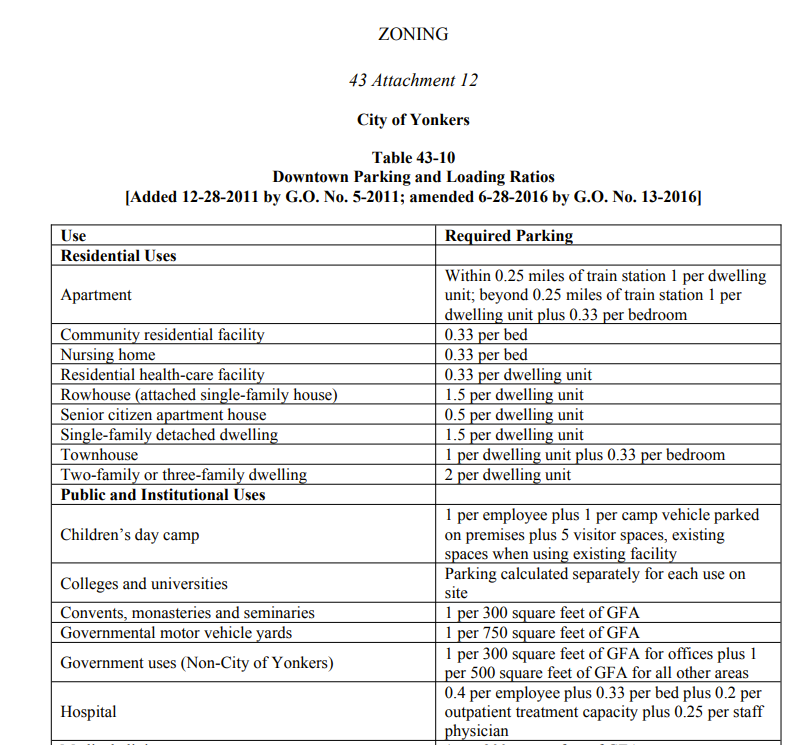 ZONING
43 Attachment 12
City of Yonkers
Table 43-10
Downtown Parking and Loading Ratios
[Added 12-28-2011 by G.O. No. 5-2011; amended 6-28-2016 by G.O. No. 13-2016]
Use Required Parking
Residential Uses
Apartment
Within 0.25 miles of train station 1 per dwelling
unit; beyond 0.25 miles of train station 1 per
dwelling unit plus 0.33 per bedroom
Community residential facility 0.33 per bed
Nursing home 0.33 per bed
Residential health-care facility 0.33 per dwelling unit
Rowhouse (attached single-family house) 1.5 per dwelling unit
Senior citizen apartment house 0.5 per dwelling unit
Single-family detached dwelling 1.5 per dwelling unit
Townhouse 1 per dwelling unit plus 0.33 per bedroom
Two-family or three-family dwelling 2 per dwelling unit
Public and Institutional Uses
Children’s day camp
1 per employee plus 1 per camp vehicle parked
on premises plus 5 visitor spaces, existing
spaces when using existing facility
Colleges and universities
Parking calculated separately for each use on
site
Convents, monasteries and seminaries 1 per 300 square feet of GFA
Governmental motor vehicle yards 1 per 750 square feet of GFA
Government uses (Non-City of Yonkers)
1 per 300 square feet of GFA for offices plus 1
per 500 square feet of GFA for all other areas
Hospital
0.4 per employee plus 0.33 per bed plus 0.2 per
outpatient treatment capacity plus 0.25 per staff
physician